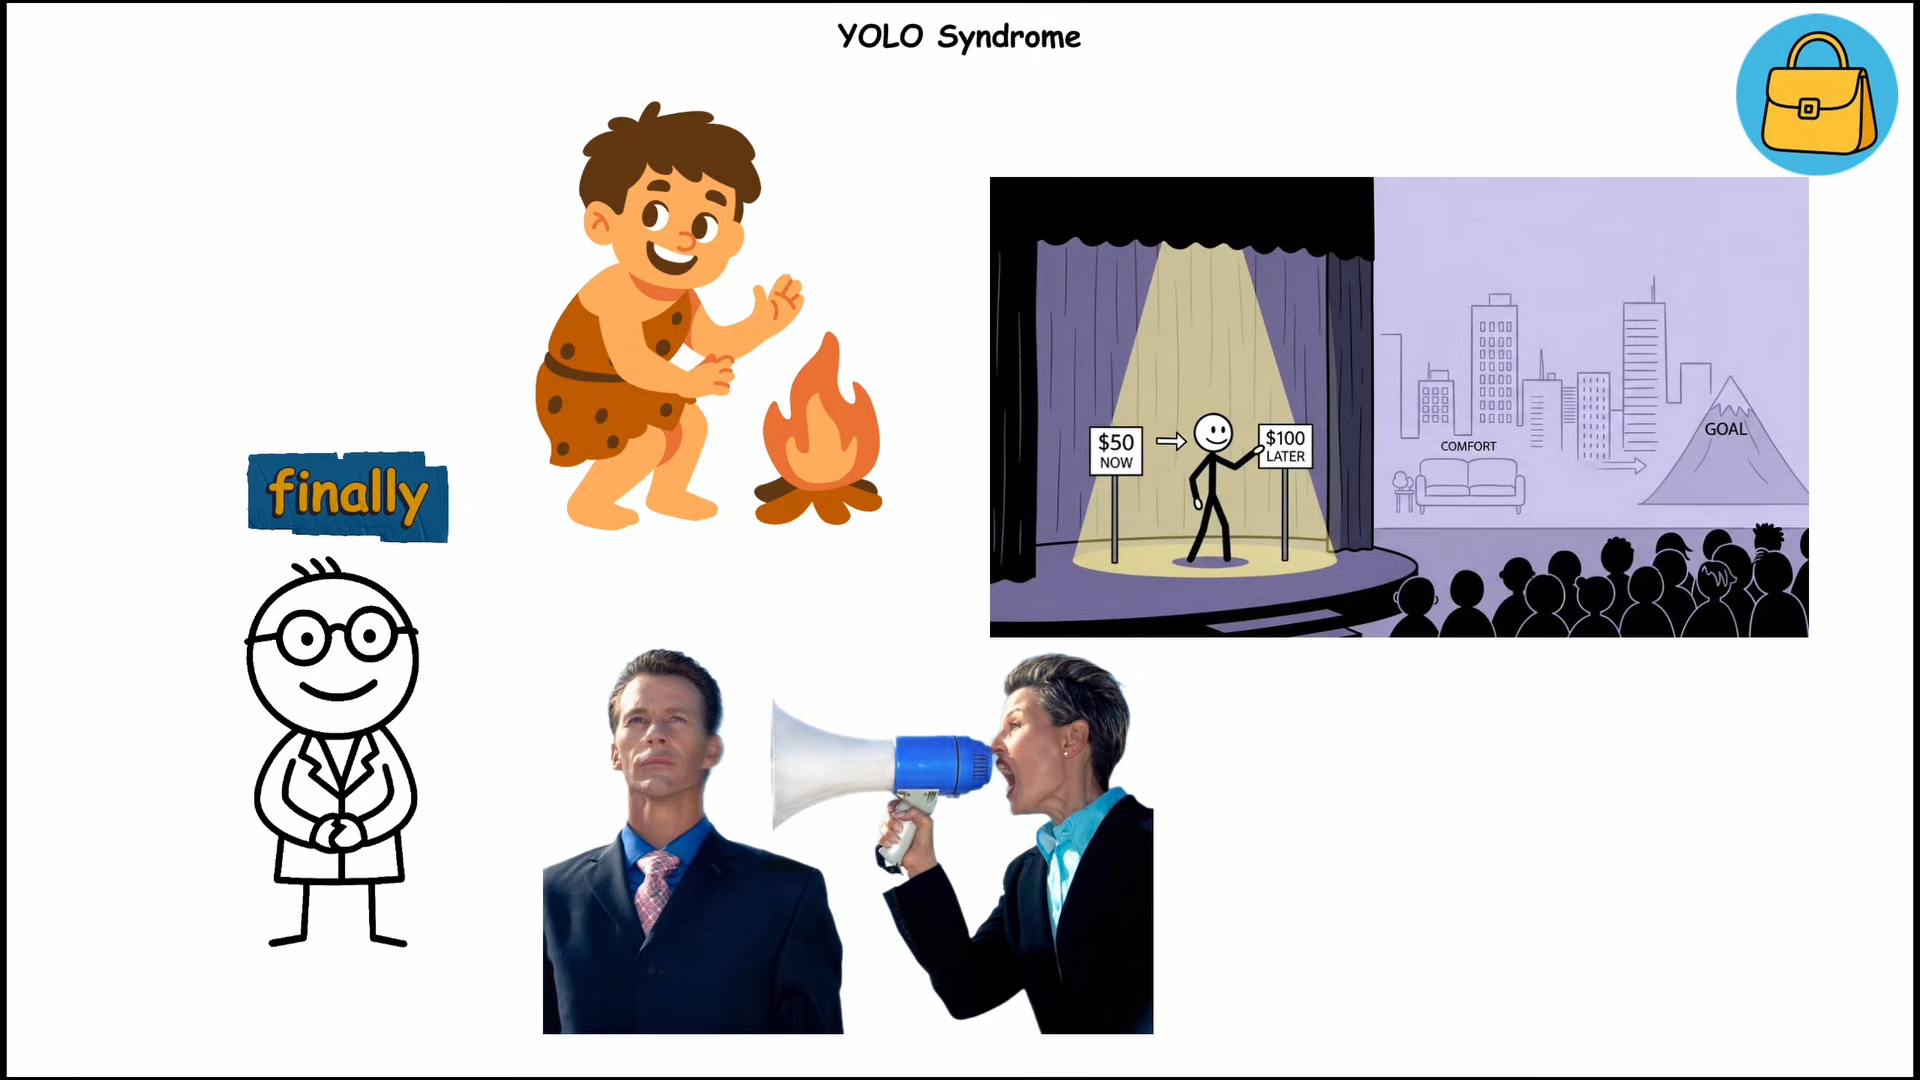 YOLO Syndrome
finally
$50
NOW
$100
LATER
COMFORT
GOAL